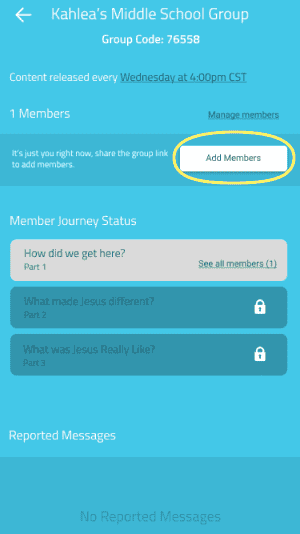 Kahlea's Middle School Group
Group Code: 7655B
Content released every Wednesday at 4:00pm CST
1 Members
Manage members
It's just you right now, share the group link
to add members.
Add Members
Member Journey Status
How did we get here?
Part 1
See all members (1)
What made Jesus different?
Part 2
What was Jesus Really Like?
Part 3
Reported Messages
No Reported Messages